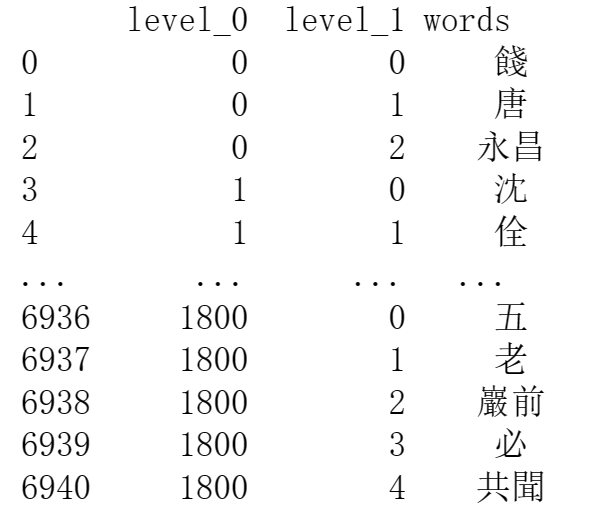 level_0 level_1 words
0 0 0 餞
1 0 1 唐
2 0 2 永昌
3 1 0 沈
4 1 1 佺
... ... ... ...
6936 1800 0 五
6937 1800 1 老
6938 1800 2 巖前
6939 1800 3 必
6940 1800 4 共聞